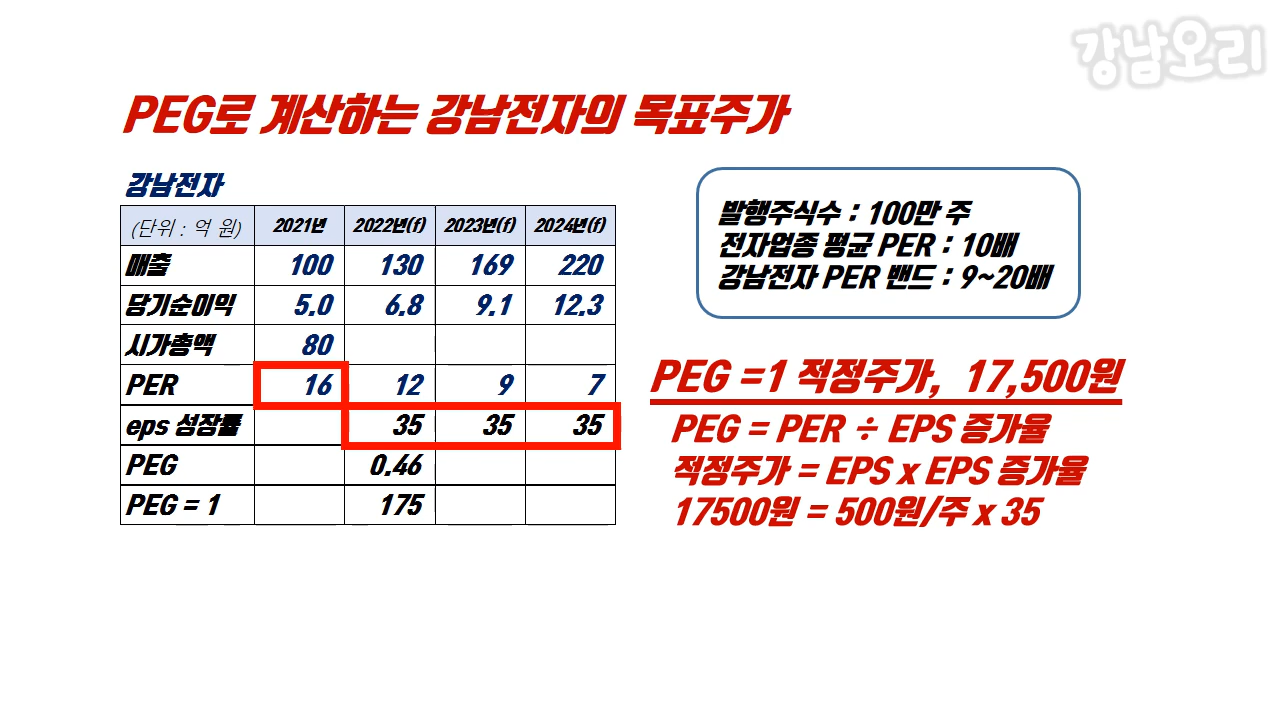 강남오리
PEG로 계산하는 강남전자의 목표주가
강남전자
(단위 : 억 원) 2021년 2022년(f) 2023년(f) 2024년(f)
매출 100 130 169 220
당기순이익 5.0 6.8 9.1 12.3
시가총액 80
PER 16 12 9 7
eps 성장률 35 35 35
PEG 0.46
PEG = 1 175
발행주식수 : 100만 주
전자업종 평균 PER : 10배
강남전자 PER 밴드 : 9~20배
PEG =1 적정주가, 17,500원
PEG = PER ÷ EPS 증가율
적정주가 = EPS x EPS 증가율
17500원 = 500원/주 x 35